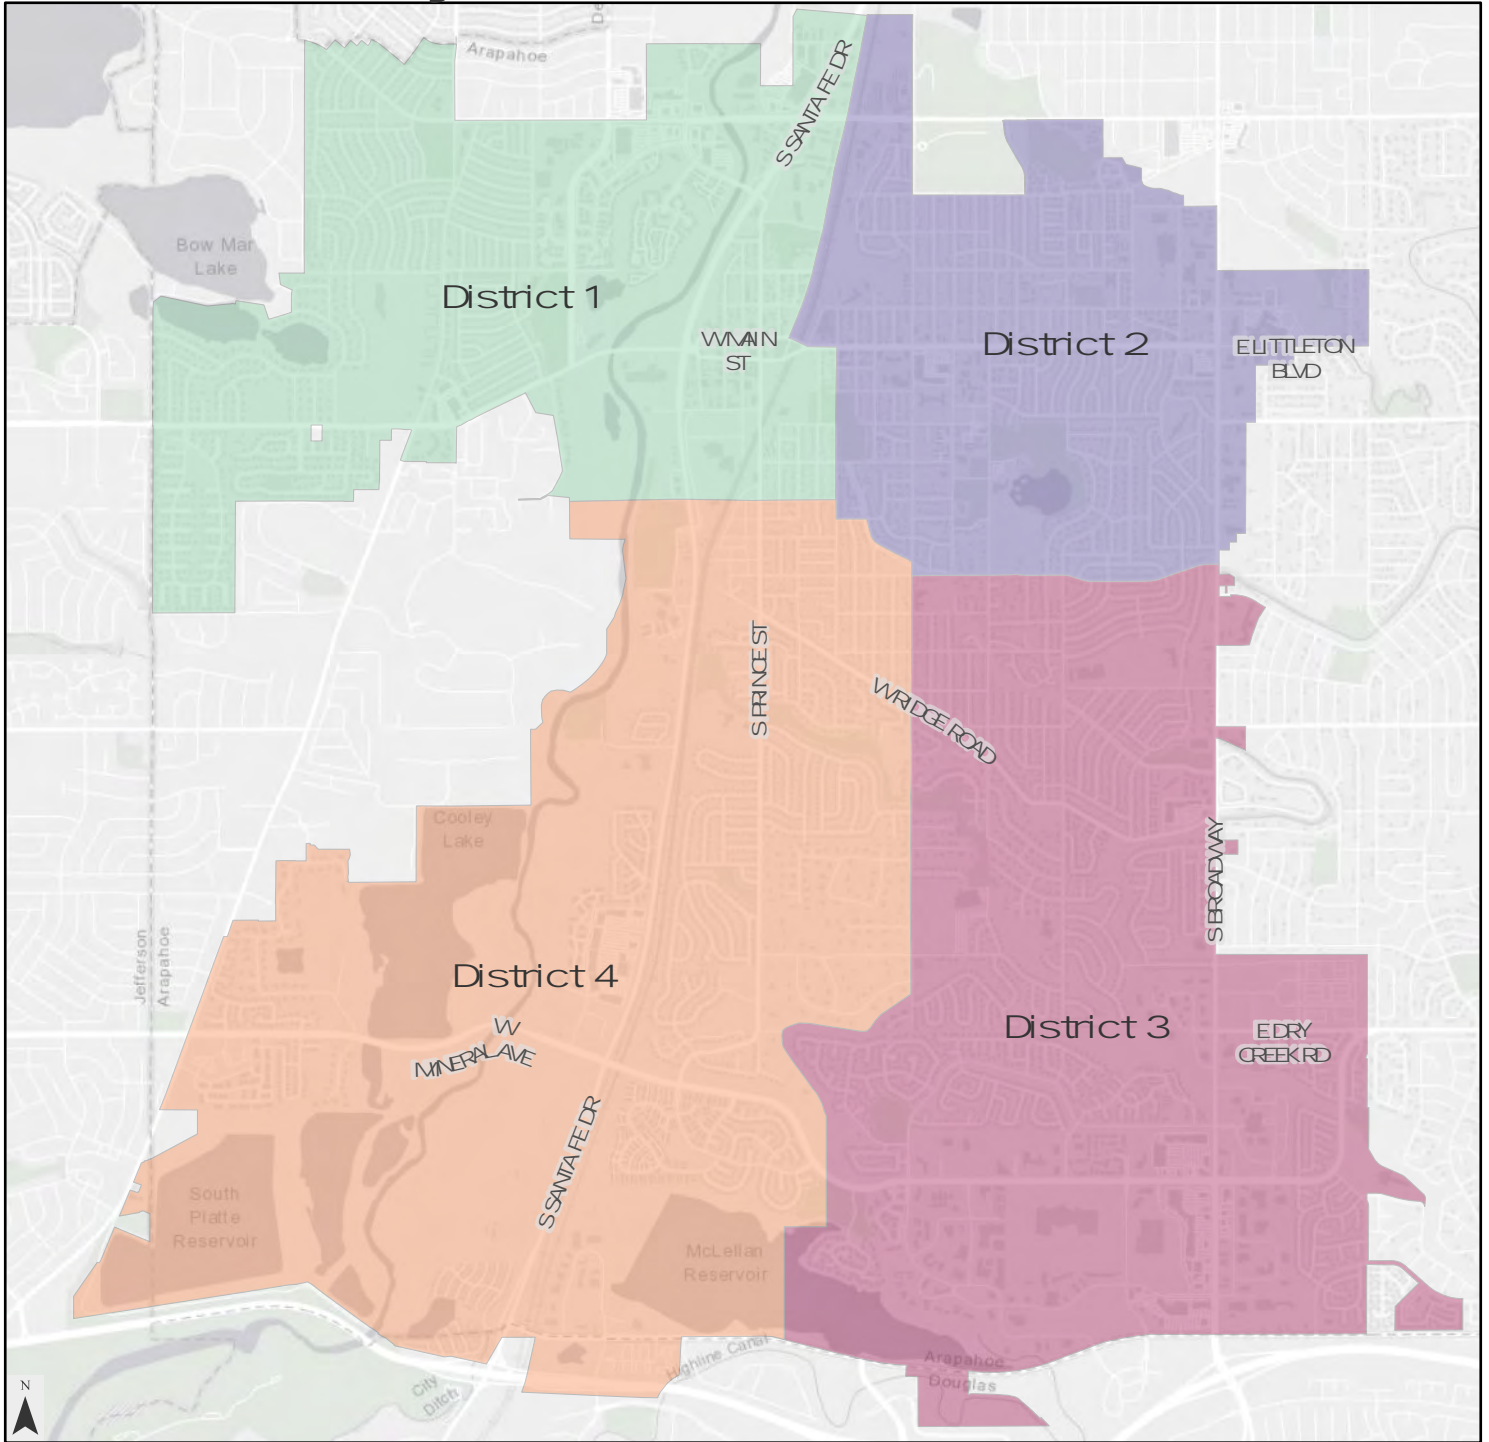 De
Arapahoe
S SANTA FE DR
Bow Mar
Lake
District 1
W MAIN
ST
District 2
E LITTLETON
BLVD
S PRINCE ST
W RIDGE ROAD
Cooley
Lake
S BROADWAY
Jefferson
Arapahoe
District 4
W
MINERAL AVE
District 3
E DRY
CREEK RD
S SANTA FE DR
South
Platte
Reservoir
McLellan
Reservoir
Highline Canal
Arapahoe
Douglas
City
Ditch
N